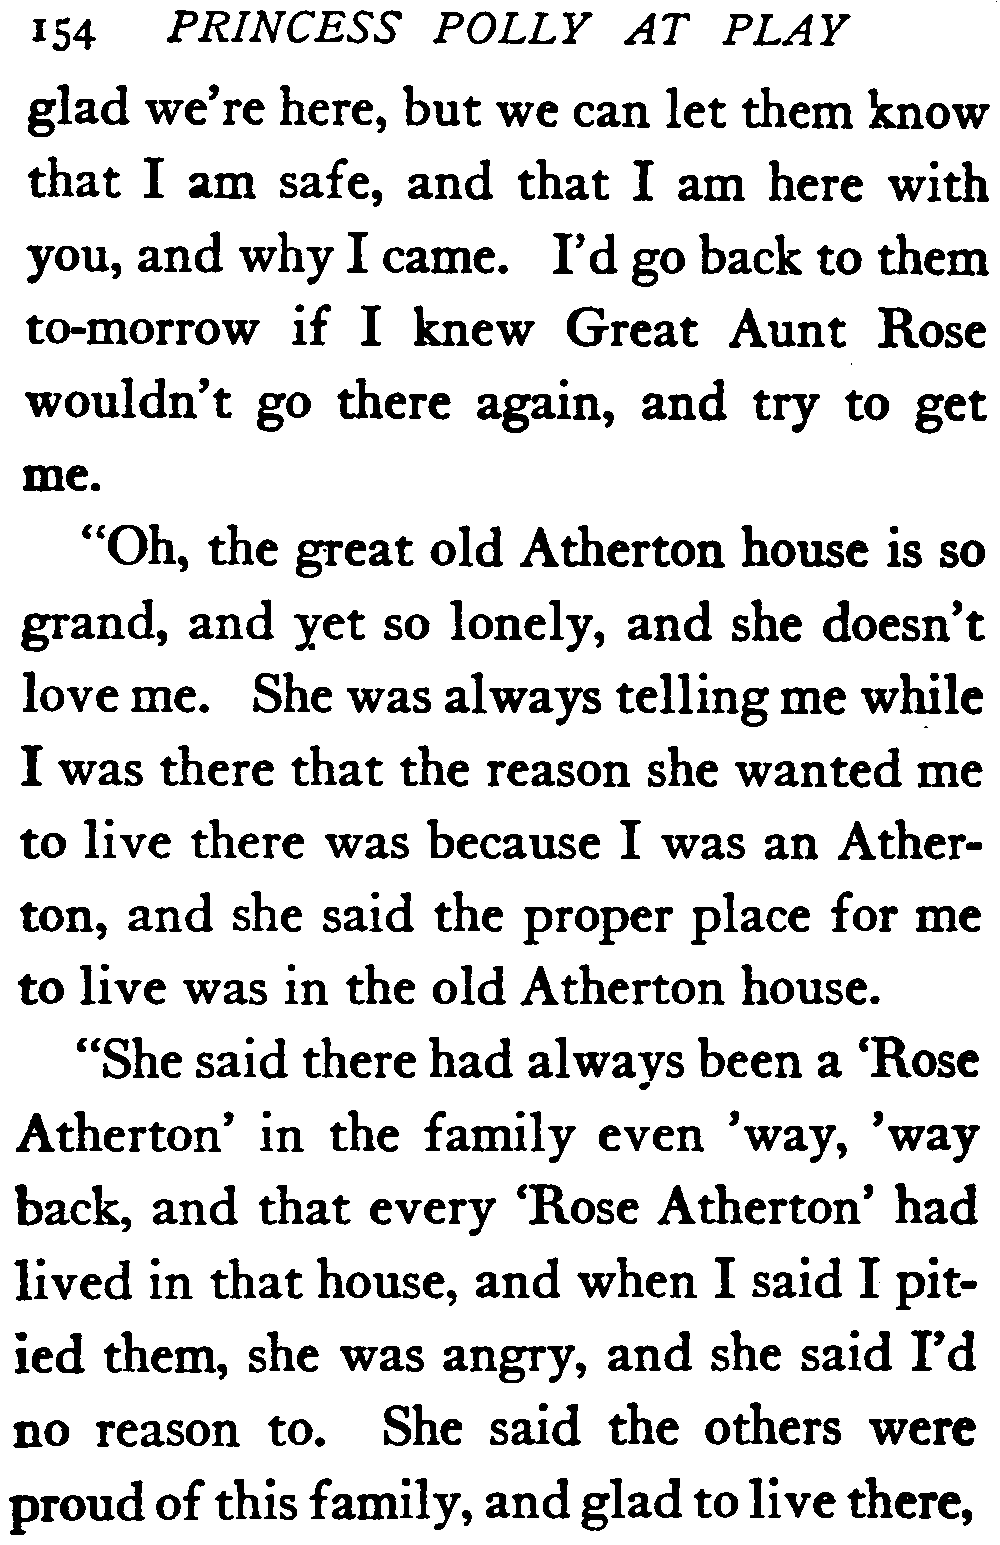 154 PRINCESS POLLY AT PLAY
glad we're here, but we can let them know
that I am safe, and that I am here with
you, and why I came. I'd go back to them
to-morrow if I knew Great Aunt Rose
wouldn't go there again, and try to get
me.
"Oh, the great old Atherton house is so
grand, and yet so lonely, and she doesn't
love me. She was always telling me while
I was there that the reason she wanted me
to live there was because I was an Ather-
ton, and she said the proper place for me
to live was in the old Atherton house.
"She said there had always been a 'Rose
Atherton' in the family even 'way, 'way
back, and that every 'Rose Atherton' had
lived in that house, and when I said I pit-
ied them, she was angry, and she said I'd
no reason to. She said the others were
proud of this family, and glad to live there,